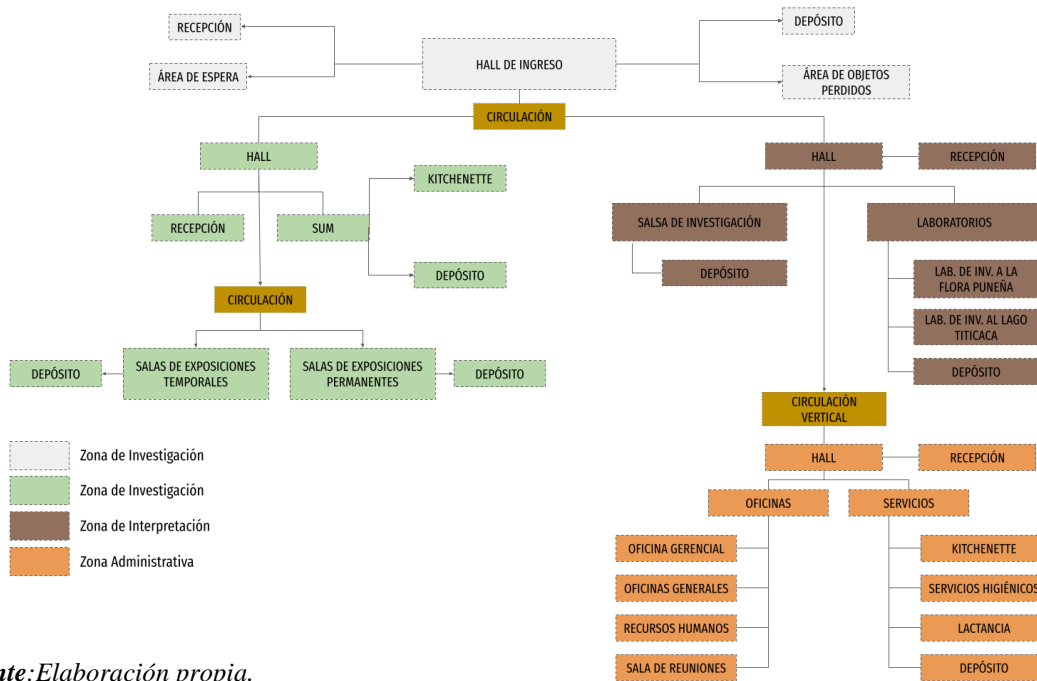 RECEPCIÓN
DEPÓSITO
HALL DE INGRESO
ÁREA DE ESPERA
ÁREA DE OBJETOS
PERDIDOS
CIRCULACIÓN
HALL
HALL
RECEPCIÓN
KITCHENETTE
RECEPCIÓN
SUM
SALSA DE INVESTIGACIÓN
LABORATORIOS
DEPÓSITO
DEPÓSITO
LAB. DE INV. A LA
FLORA PUNEÑA
CIRCULACIÓN
LAB. DE INV. AL LAGO
TITICACA
DEPÓSITO
SALAS DE EXPOSICIONES
TEMPORALES
SALAS DE EXPOSICIONES
PERMANENTES
DEPÓSITO
DEPÓSITO
CIRCULACIÓN
VERTICAL
Zona de Investigación
HALL
RECEPCIÓN
Zona de Investigación
OFICINAS
SERVICIOS
Zona de Interpretación
OFICINA GERENCIAL
KITCHENETTE
Zona Administrativa
OFICINAS GENERALES
SERVICIOS HIGIÉNICOS
RECURSOS HUMANOS
LACTANCIA
SALA DE REUNIONES
DEPÓSITO
nte:Elaboración propia.